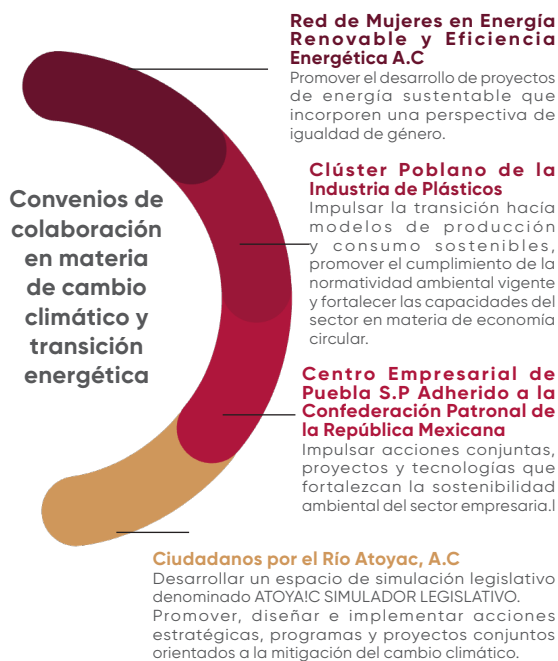 Red de Mujeres en Energía
Renovable y Eficiencia
Energética A.C
Promover el desarrollo de proyectos
de energía sustentable que
incorporen una perspectiva de
igualdad de género.
Clúster Poblano de la
Industria de Plásticos
Impulsar la transición hacía
modelos de producción
y consumo sostenibles,
promover el cumplimiento de la
normatividad ambiental vigente
y fortalecer las capacidades del
sector en materia de economía
circular.
Convenios de
colaboración
en materia
de cambio
climático y
transición
energética
Centro Empresarial de
Puebla S.P Adherido a la
Confederación Patronal de
la República Mexicana
Impulsar acciones conjuntas,
proyectos y tecnologías que
fortalezcan la sostenibilidad
ambiental del sector empresaria.l
Ciudadanos por el Río Atoyac, A.C
Desarrollar un espacio de simulación legislativo
denominado ATOYA!C SIMULADOR LEGISLATIVO.
Promover, diseñar e implementar acciones
estratégicas, programas y proyectos conjuntos
orientados a la mitigación del cambio climático.